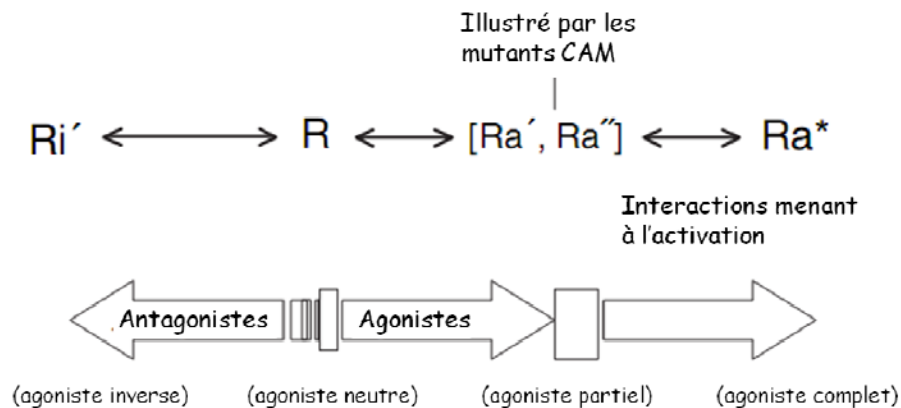 Illustré par les
mutants CAM
Ri´ R [Ra´, Ra˝] Ra*
Interactions menant
à l'activation
Antagonistes Agonistes
(agoniste inverse) (agoniste neutre) (agoniste partiel) (agoniste complet)